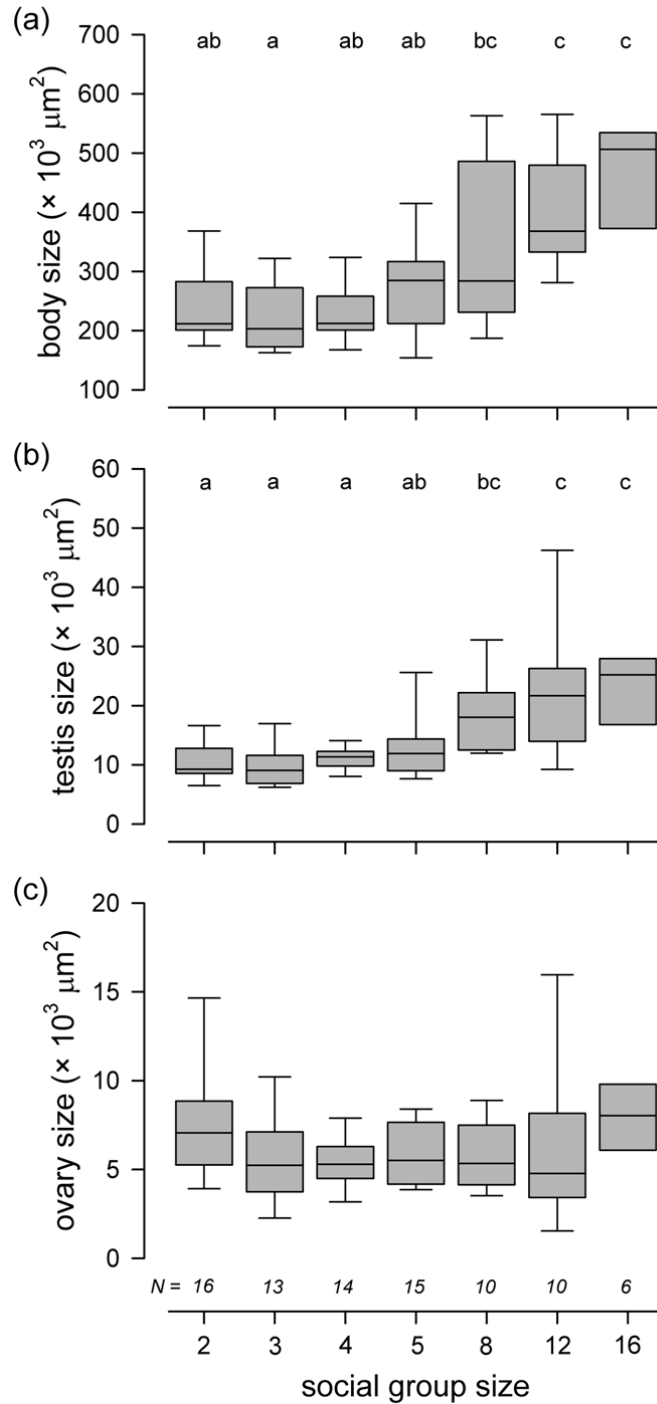 (a)
700
600
500
400
300
200
100
body size (× 10³ µm²)
ab a ab ab bc c c
(b)
60
50
40
30
20
10
0
testis size (× 10³ µm²)
a a a ab bc c c
(c)
20
15
10
5
0
ovary size (× 10³ µm²)
N = 16 13 14 15 10 10 6
2 3 4 5 8 12 16
social group size